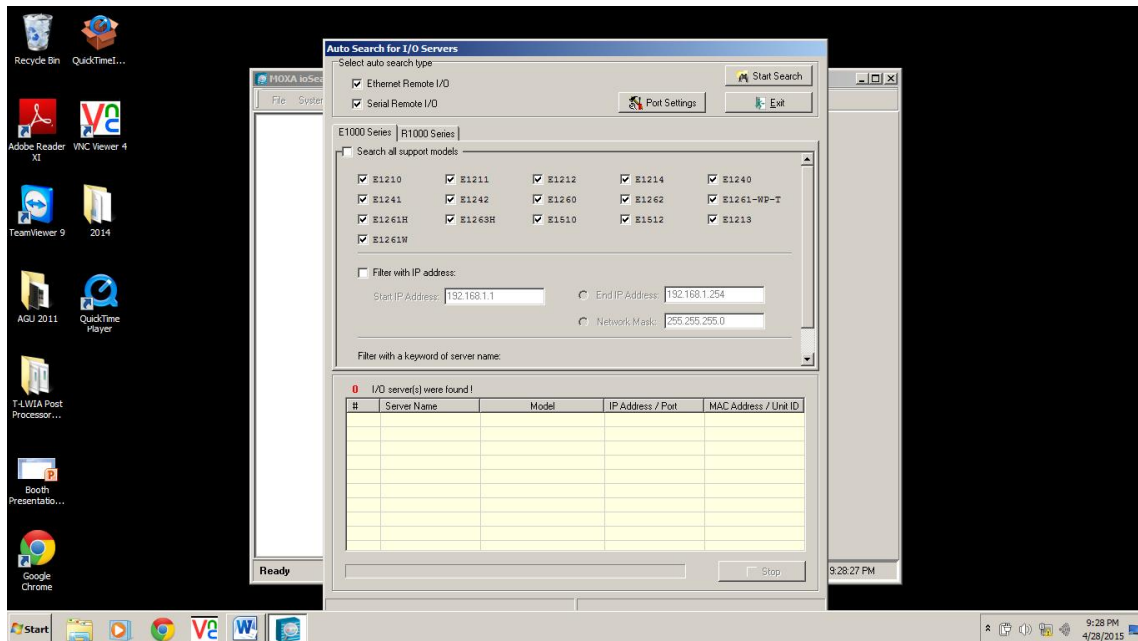 Recycle Bin
QuickTimeI...
Adobe Reader XI
VNC Viewer 4
TeamViewer 9
2014
AGU 2011
QuickTime Player
T-LWIA Post Processor...
Booth Presentatio...
Google Chrome
MOXA ioSea
File Syster
Auto Search for I/O Servers
Select auto search type
Ethernet Remote I/O
Serial Remote I/O
Start Search
Port Settings
Exit
E1000 Series R1000 Series
Search all support models
E1210 E1211 E1212 E1214 E1240
E1241 E1242 E1260 E1262 E1261-WP-T
E1261H E1263H E1510 E1512 E1213
E1261W
Filter with IP address:
Start IP Address: 192.168.1.1 End IP Address: 192.168.1.254
Network Mask: 255.255.255.0
Filter with a keyword of server name:
0 I/O server(s) were found !
# Server Name Model IP Address / Port MAC Address / Unit ID
Stop
Ready
9:28:27 PM
Start
9:28 PM
4/28/2015